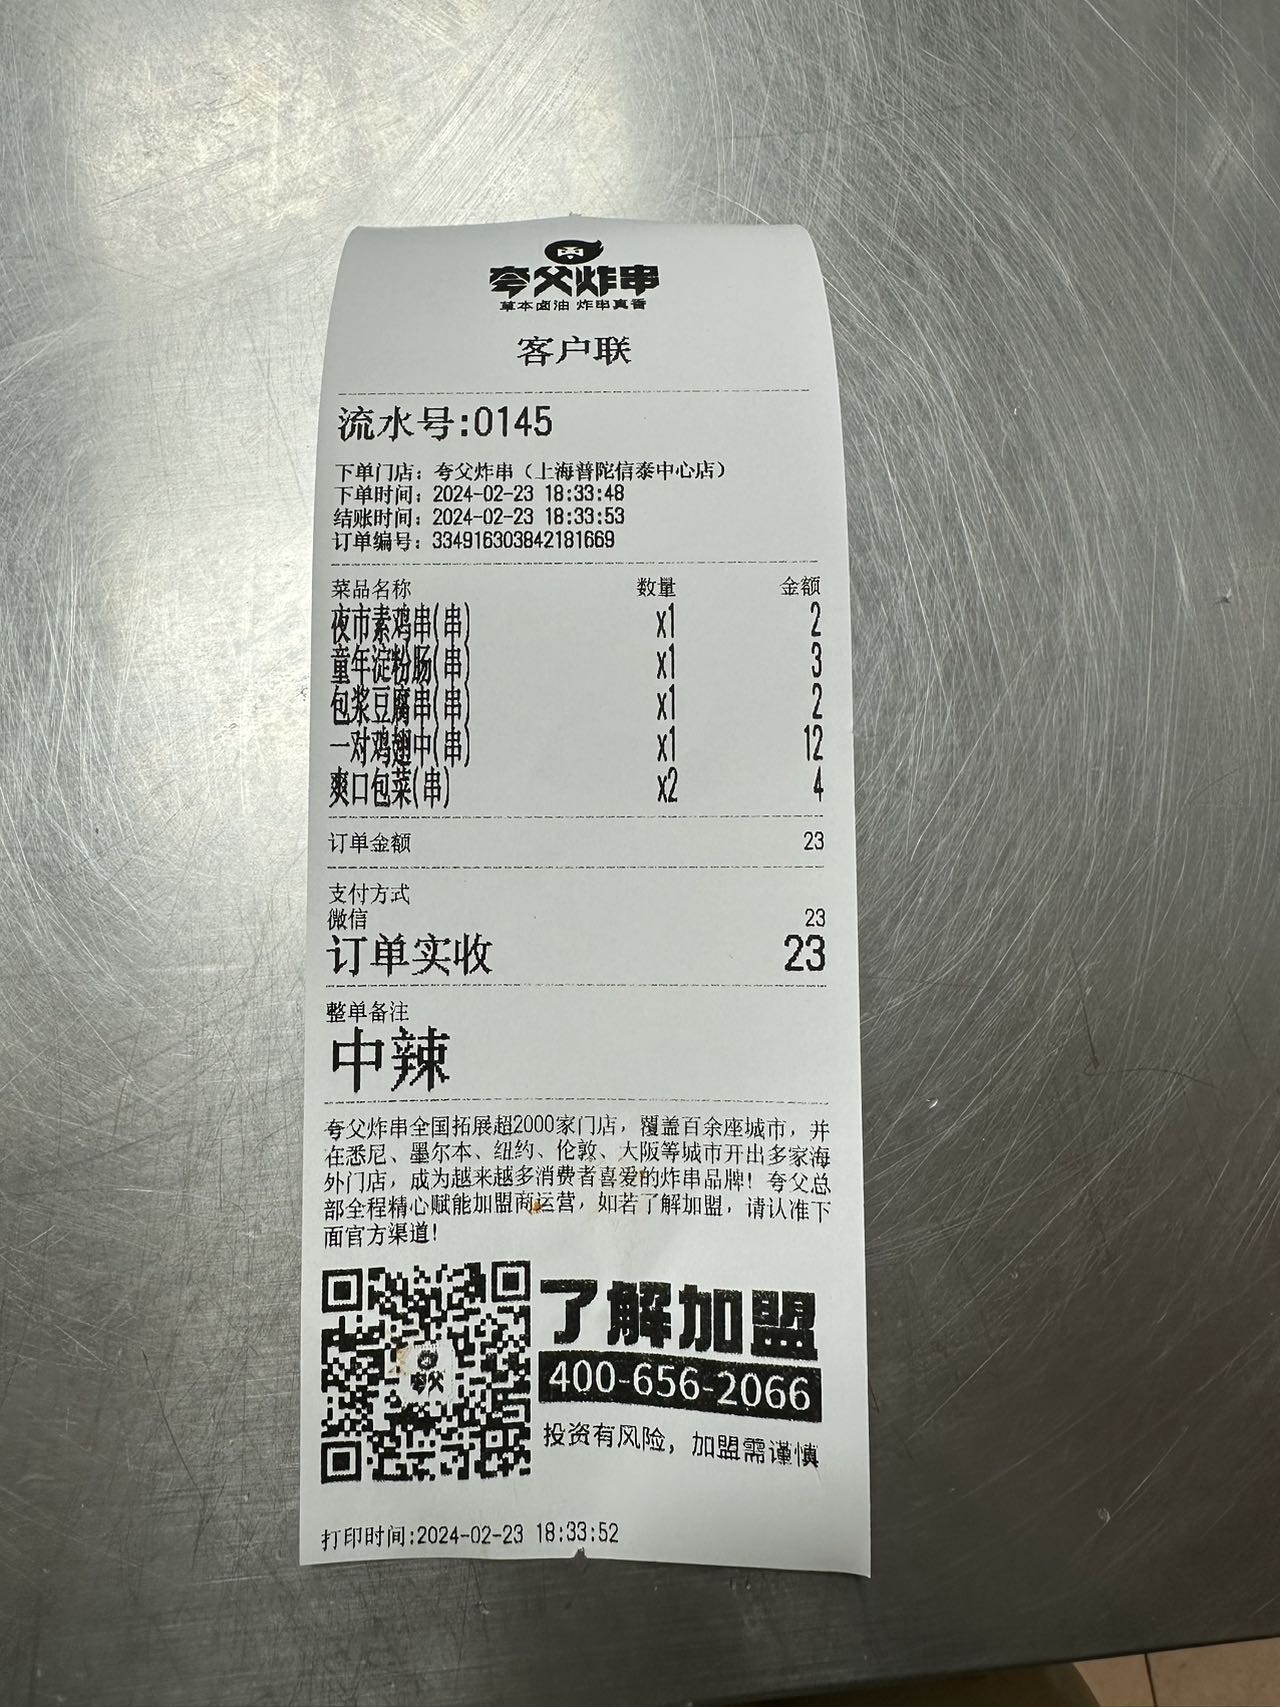 夸父炸串
草本卤油 炸串真香
客户联
流水号:0145
下单门店：夸父炸串（上海普陀信泰中心店）
下单时间：2024-02-23 18:33:48
结账时间：2024-02-23 18:33:53
订单编号：334916303842181669
菜品名称 数量 金额
夜市素鸡串(串) x1 2
童年淀粉肠(串) x1 3
包浆豆腐串(串) x1 2
一对鸡翅中(串) x1 12
爽口包菜(串) x2 4
订单金额 23
支付方式
微信 23
订单实收 23
整单备注
中辣
夸父炸串全国拓展超2000家门店，覆盖百余座城市，并
在悉尼、墨尔本、纽约、伦敦、大阪等城市开出多家海
外门店，成为越来越多消费者喜爱的炸串品牌！夸父总
部全程精心赋能加盟商运营，如若了解加盟，请认准下
面官方渠道！
夸父
了解加盟
400-656-2066
投资有风险，加盟需谨慎
打印时间:2024-02-23 18:33:52